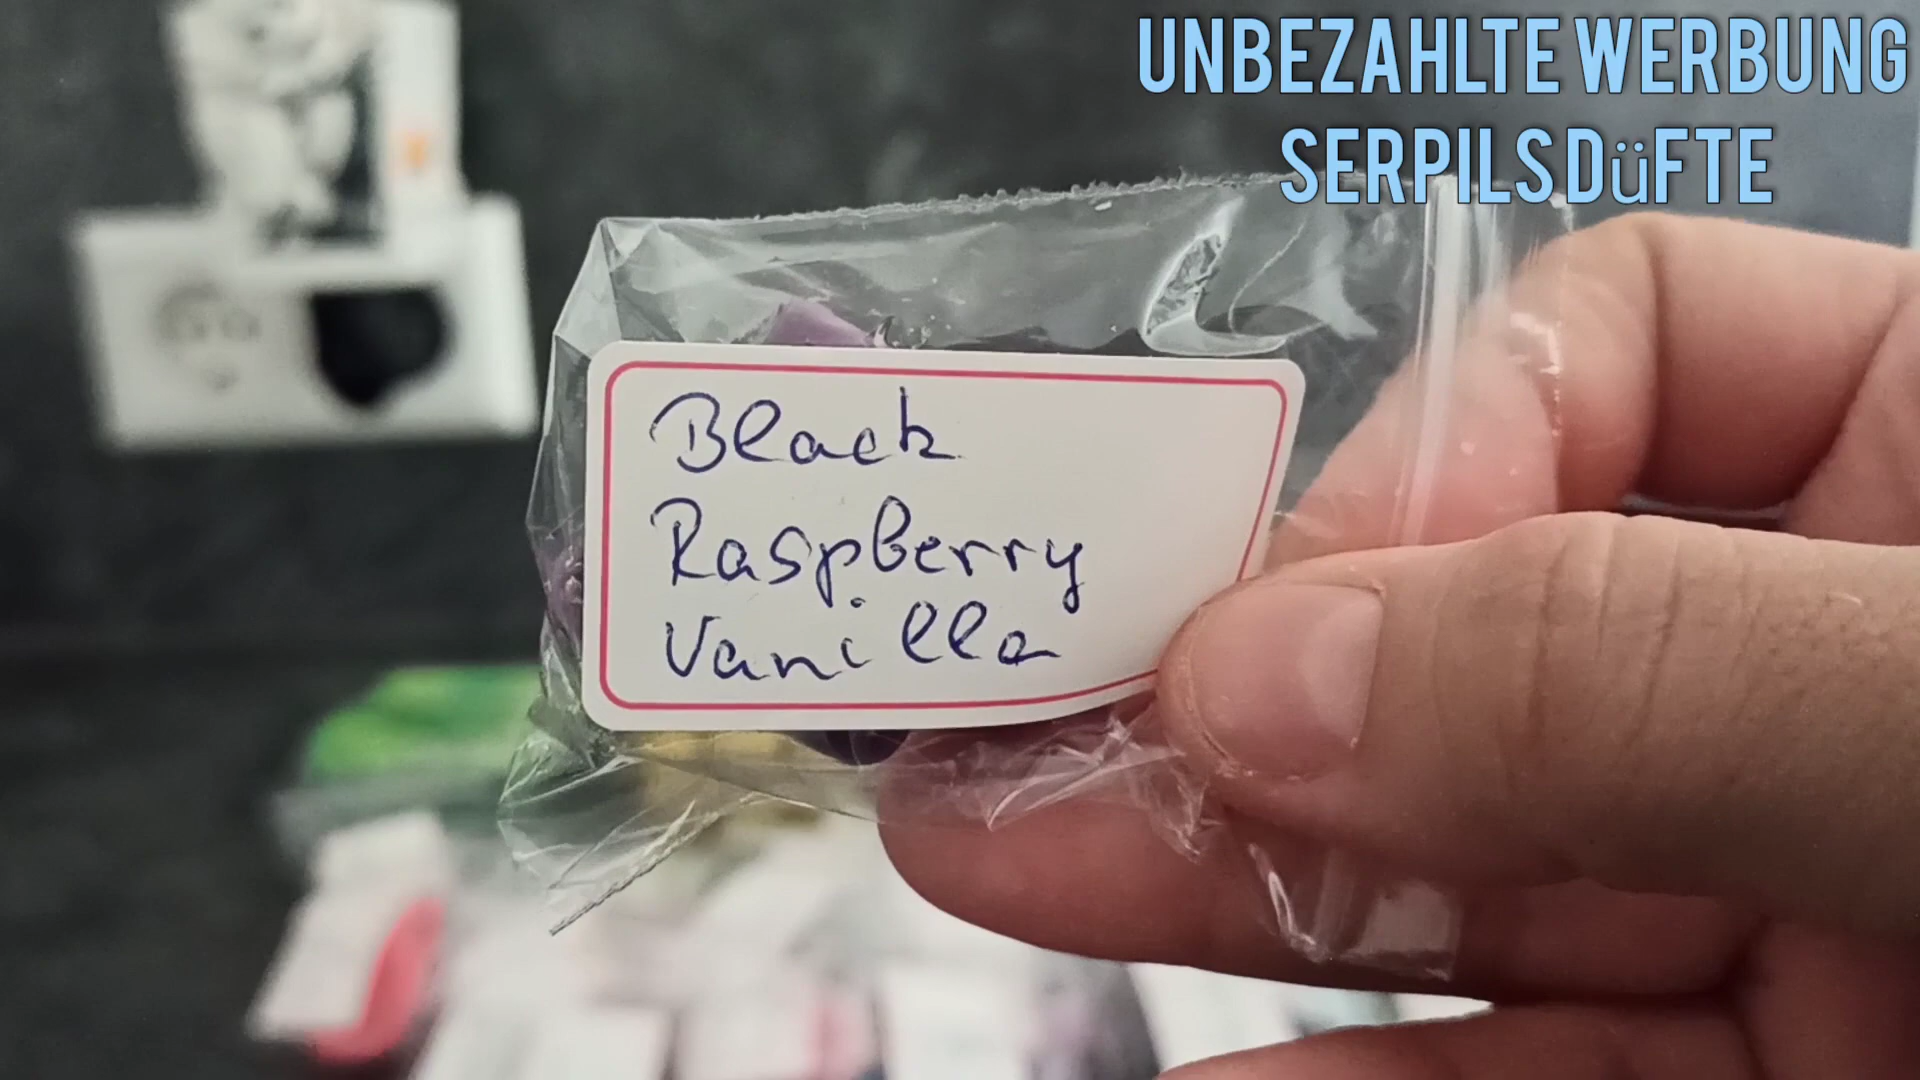 UNBEZAHLTE WERBUNG
SERPILS DüFTE
Black
Raspberry
Vanilla